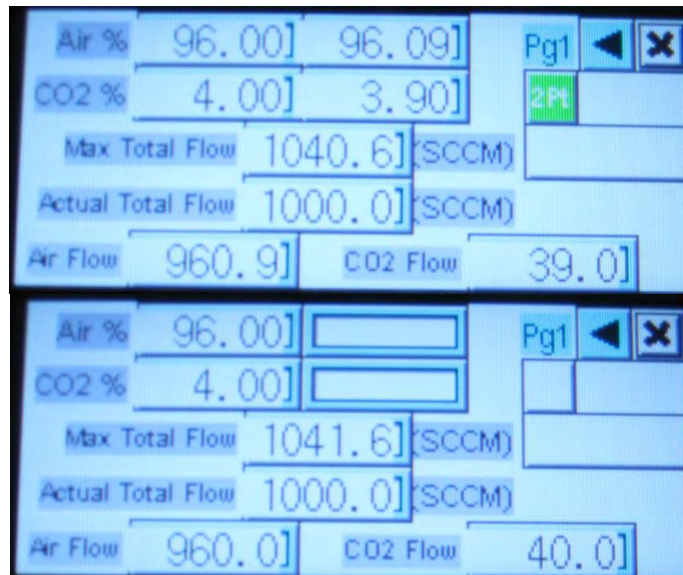 Air % 96.00] 96.09] Pg1
CO2 % 4.00] 3.90] 2Pt
Max Total Flow 1040.6] (SCCM)
Actual Total Flow 1000.0] (SCCM)
Air Flow 960.9] CO2 Flow 39.0]
Air % 96.00] Pg1
CO2 % 4.00]
Max Total Flow 1041.6] (SCCM)
Actual Total Flow 1000.0] (SCCM)
Air Flow 960.0] CO2 Flow 40.0]